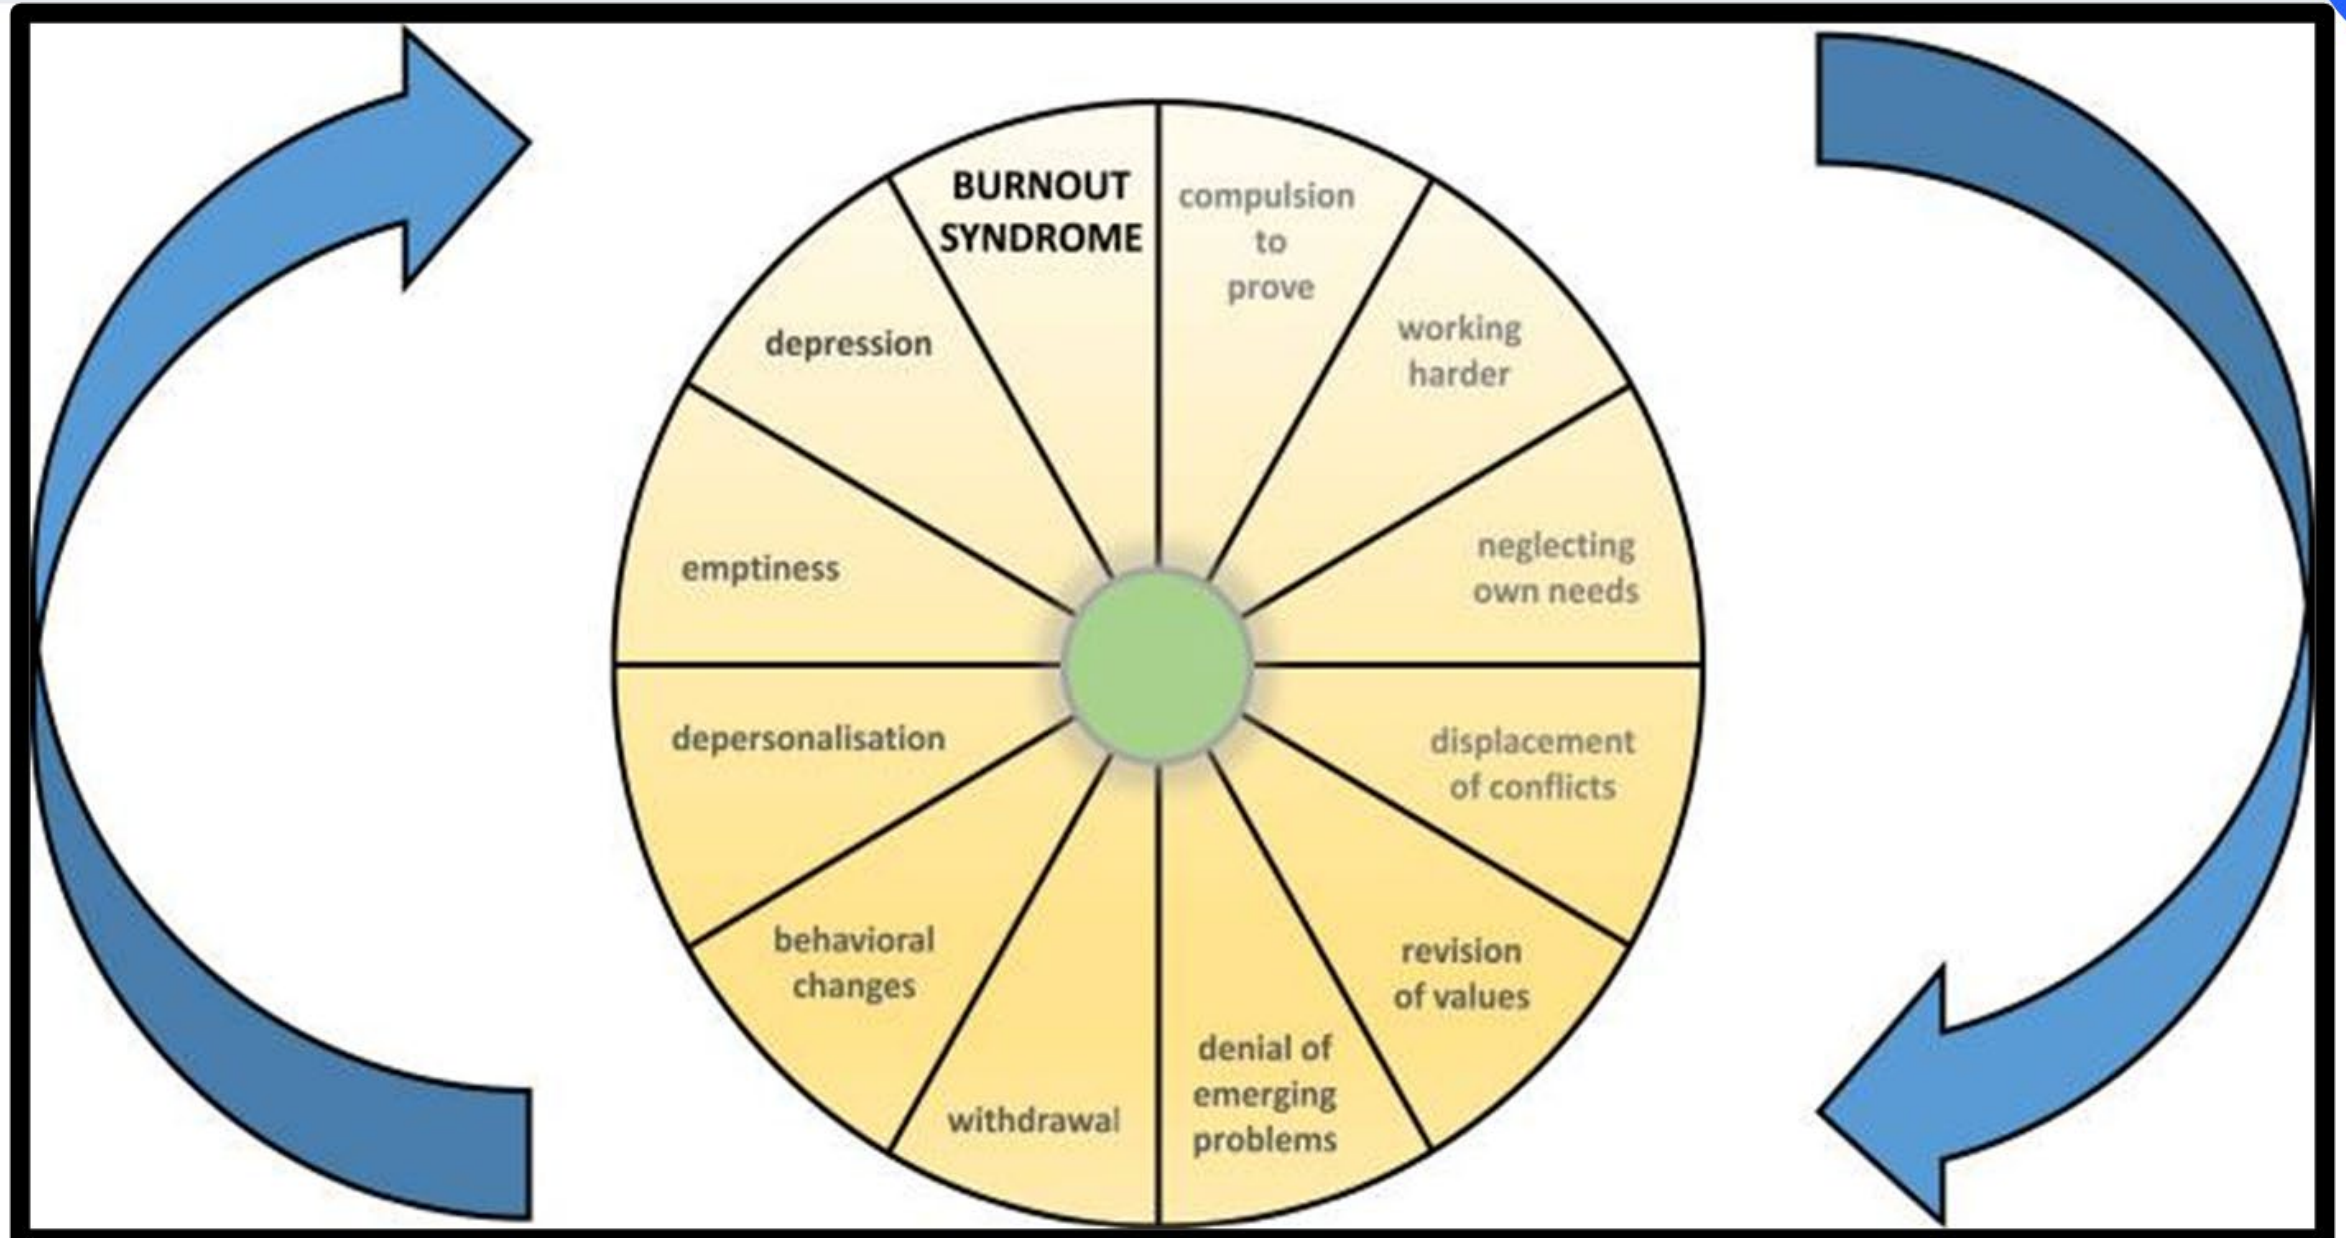 BURNOUT
SYNDROME
compulsion
to
prove
working
harder
neglecting
own needs
displacement
of conflicts
revision
of values
denial of
emerging
problems
withdrawal
behavioral
changes
depersonalisation
emptiness
depression